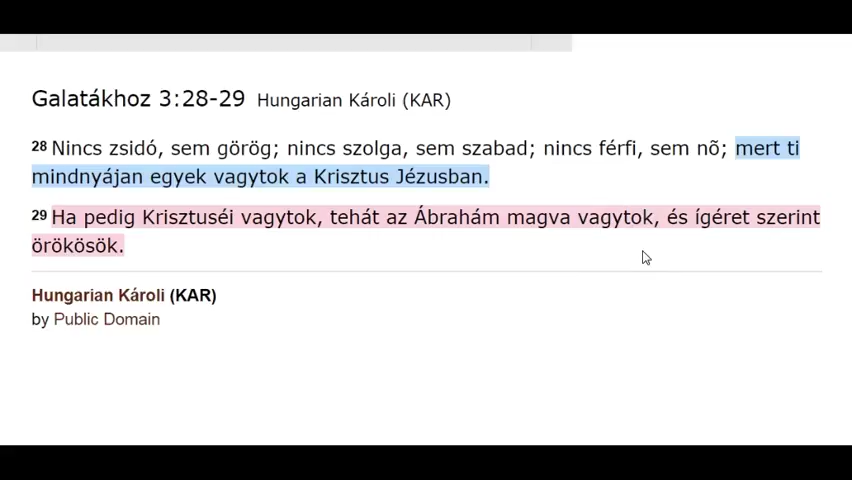 Galatákhoz 3:28-29 Hungarian Károli (KAR)
28 Nincs zsidó, sem görög; nincs szolga, sem szabad; nincs férfi, sem nõ; mert ti
mindnyájan egyek vagytok a Krisztus Jézusban.
29 Ha pedig Krisztuséi vagytok, tehát az Ábrahám magva vagytok, és ígéret szerint
örökösök.
Hungarian Károli (KAR)
by Public Domain